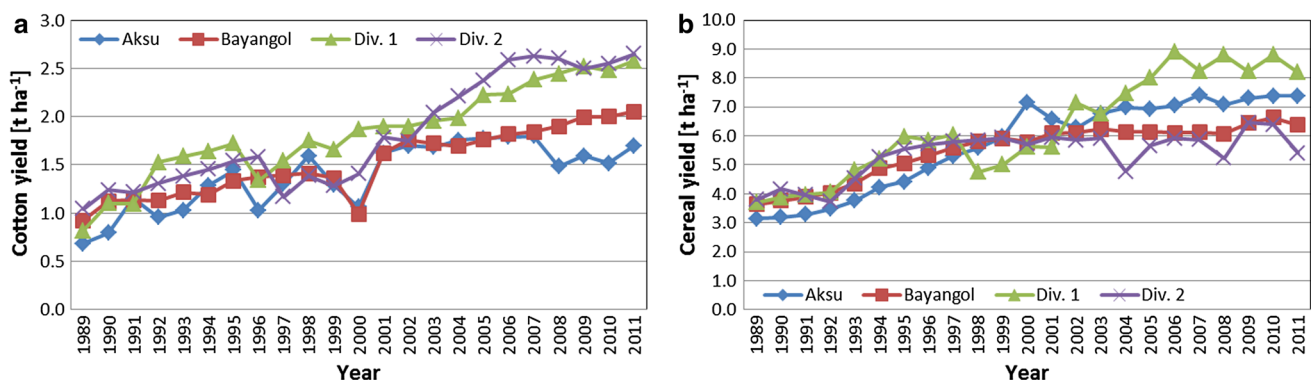 a
Cotton yield [t ha⁻¹]
3.0
2.5
2.0
1.5
1.0
0.5
0.0
Aksu Bayangol Div. 1 Div. 2
1989 1990 1991 1992 1993 1994 1995 1996 1997 1998 1999 2000 2001 2002 2003 2004 2005 2006 2007 2008 2009 2010 2011
Year
b
Cereal yield [t ha⁻¹]
10.0
9.0
8.0
7.0
6.0
5.0
4.0
3.0
2.0
1.0
0.0
Aksu Bayangol Div. 1 Div. 2
1989 1990 1991 1992 1993 1994 1995 1996 1997 1998 1999 2000 2001 2002 2003 2004 2005 2006 2007 2008 2009 2010 2011
Year